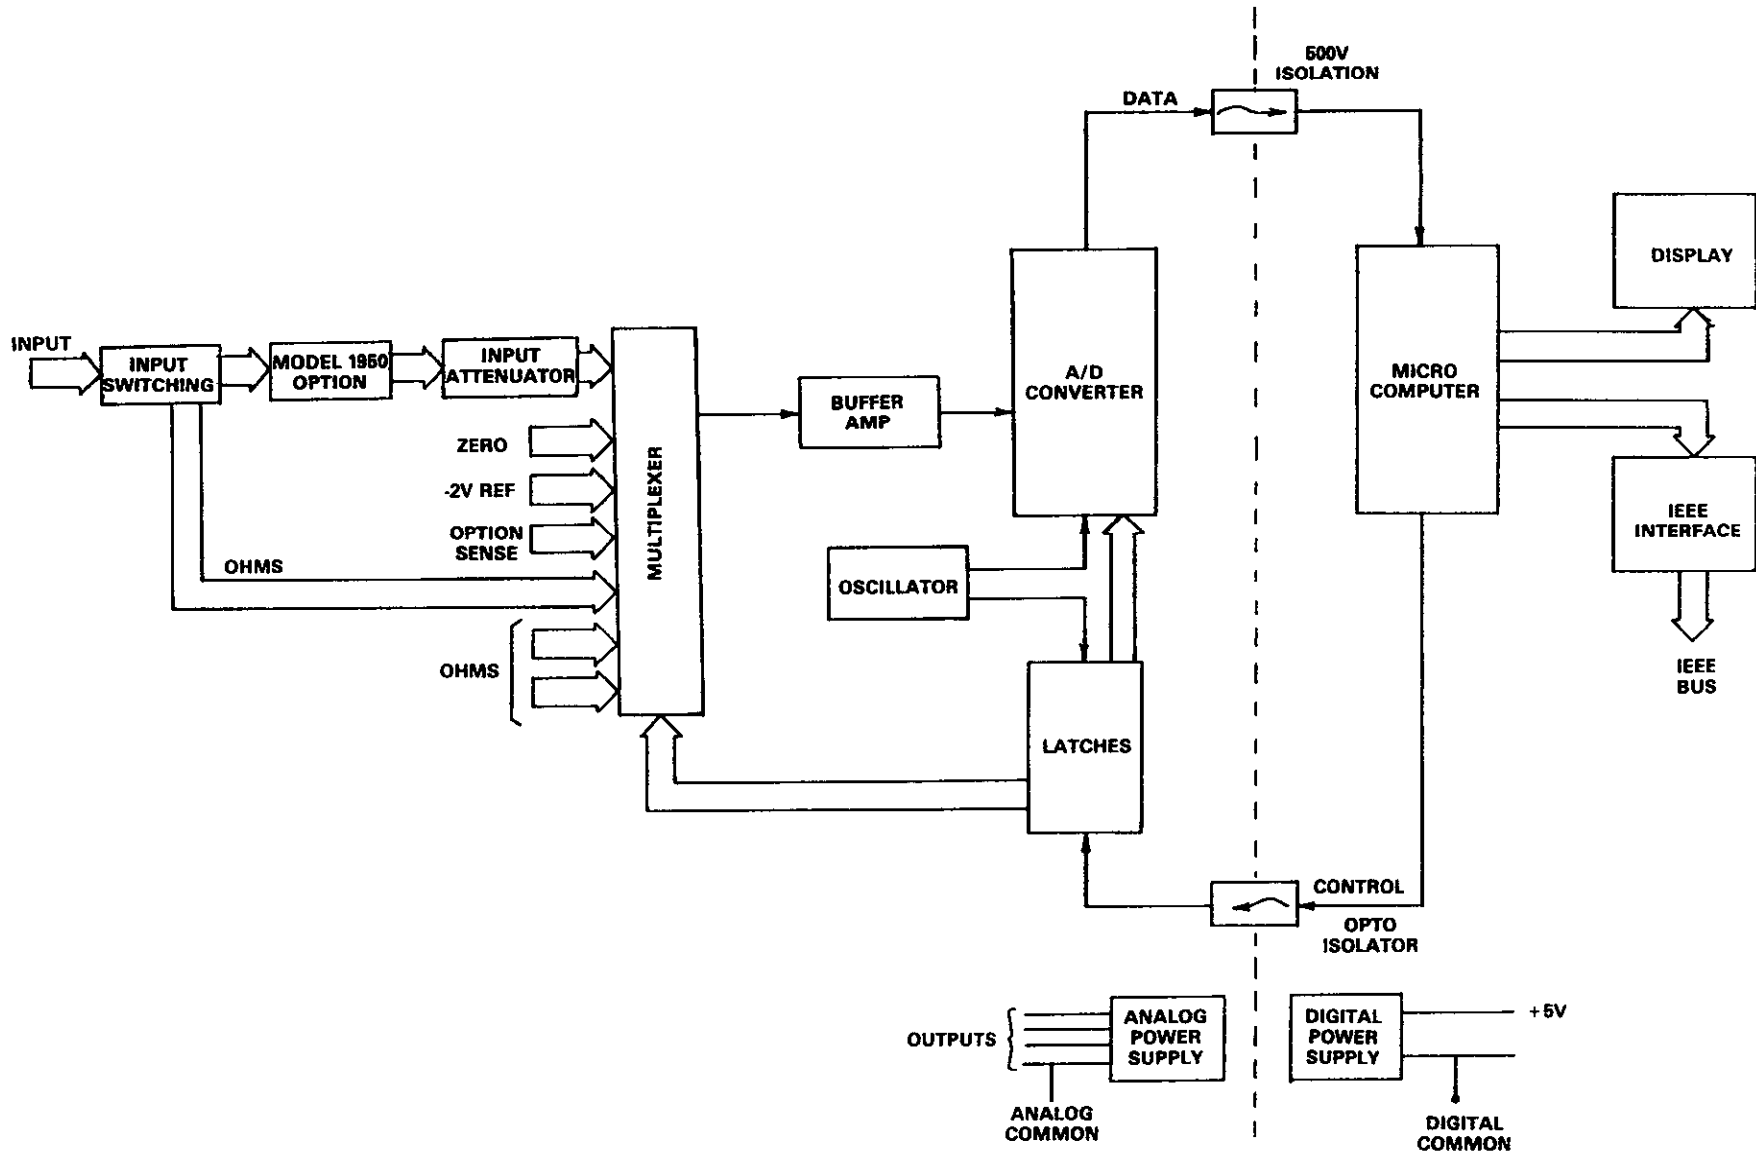 500V
ISOLATION
DATA
DISPLAY
INPUT
INPUT
SWITCHING
MODEL 1950
OPTION
INPUT
ATTENUATOR
A/D
CONVERTER
MICRO
COMPUTER
BUFFER
AMP
ZERO
-2V REF
OPTION
SENSE
MULTIPLEXER
IEEE
INTERFACE
OHMS
OSCILLATOR
OHMS
IEEE
BUS
LATCHES
CONTROL
OPTO
ISOLATOR
OUTPUTS
ANALOG
POWER
SUPPLY
DIGITAL
POWER
SUPPLY
+5V
ANALOG
COMMON
DIGITAL
COMMON